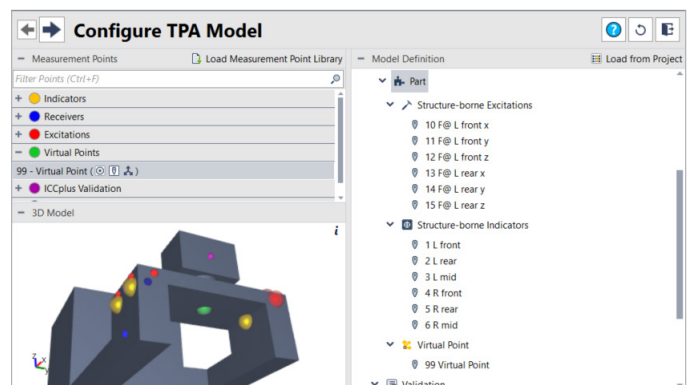 Configure TPA Model
Measurement Points
Load Measurement Point Library
Filter Points (Ctrl+F)
Indicators
Receivers
Excitations
Virtual Points
99 - Virtual Point (
)
ICCplus Validation
3D Model
i
z
x
y
Model Definition
Load from Project
Part
Structure-borne Excitations
10 F@ L front x
11 F@ L front y
12 F@ L front z
13 F@ L rear x
14 F@ L rear y
15 F@ L rear z
Structure-borne Indicators
1 L front
2 L rear
3 L mid
4 R front
5 R rear
6 R mid
Virtual Point
99 Virtual Point
Validation